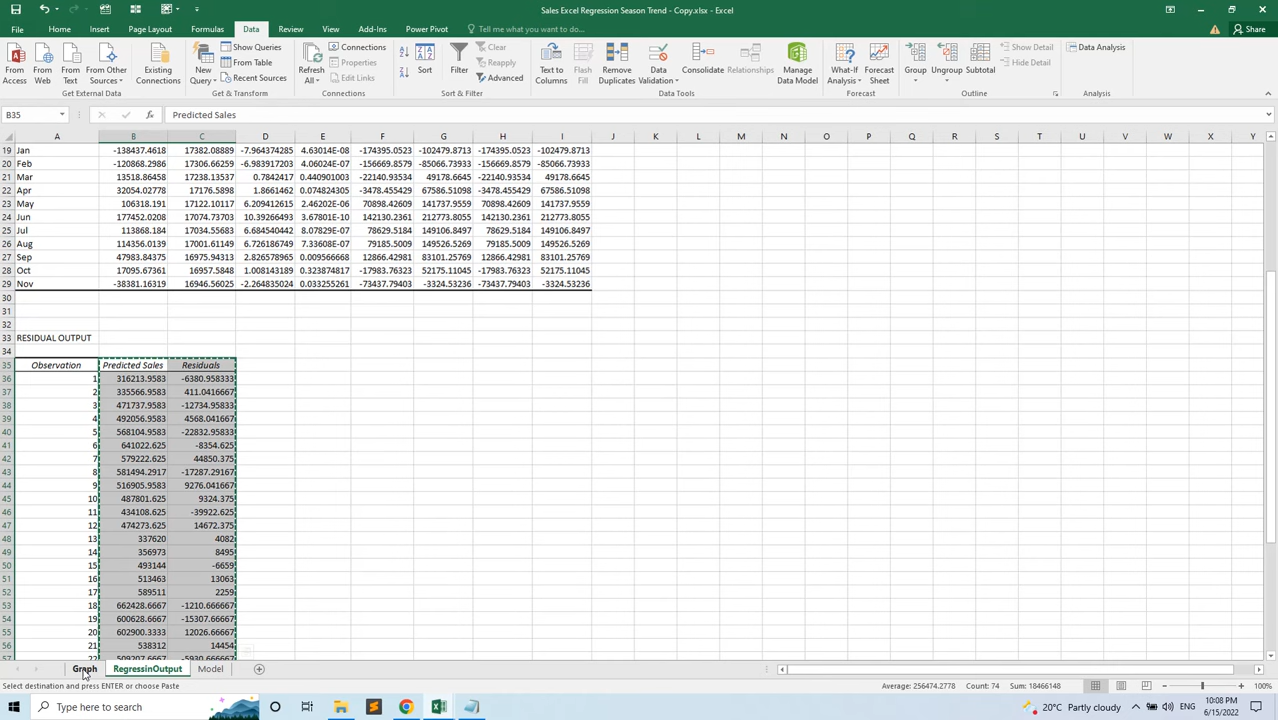 Sales Excel Regression Season Trend - Copy.xlsx - Excel
File Home Insert Page Layout Formulas Data Review View Add-Ins Power Pivot Tell me what you want to do... Share
From Access From Web From Text From Other Sources Existing Connections New Query Show Queries From Table Recent Sources Refresh All Connections Properties Edit Links Sort Filter Clear Reapply Advanced Text to Columns Flash Fill Remove Duplicates Data Validation Consolidate Relationships Manage Data Model What-If Analysis Forecast Sheet Group Ungroup Subtotal Show Detail Hide Detail Data Analysis
Get External Data Get & Transform Connections Sort & Filter Data Tools Forecast Outline Analysis
B35 fx Predicted Sales
A B C D E F G H I J K L M N O P Q R S T U V W X Y
19 Jan -138437.4618 17382.08889 -7.964374285 4.63014E-08 -174395.0523 -102479.8713 -174395.0523 -102479.8713
20 Feb -120868.2986 17306.66259 -6.983917203 4.06024E-07 -156669.8579 -85066.73933 -156669.8579 -85066.73933
21 Mar 13518.86458 17238.13537 0.7842417 0.440901003 -22140.93534 49178.6645 -22140.93534 49178.6645
22 Apr 32054.02778 17176.5898 1.8661462 0.074824305 -3478.455429 67586.51098 -3478.455429 67586.51098
23 May 106318.191 17122.10117 6.209412615 2.46202E-06 70898.42609 141737.9559 70898.42609 141737.9559
24 Jun 177452.0208 17074.73703 10.39266493 3.67801E-10 142130.2361 212773.8055 142130.2361 212773.8055
25 Jul 113868.184 17034.55683 6.684540442 8.07829E-07 78629.5184 149106.8497 78629.5184 149106.8497
26 Aug 114356.0139 17001.61149 6.726186749 7.33608E-07 79185.5009 149526.5269 79185.5009 149526.5269
27 Sep 47983.84375 16975.94313 2.826578965 0.009566668 12866.42981 83101.25769 12866.42981 83101.25769
28 Oct 17095.67361 16957.5848 1.008143189 0.323874817 -17983.76323 52175.11045 -17983.76323 52175.11045
29 Nov -38381.16319 16946.56025 -2.264835024 0.033255261 -73437.79403 -3324.53236 -73437.79403 -3324.53236
30
31
32
33 RESIDUAL OUTPUT
34
35 Observation Predicted Sales Residuals
36 1 316213.9583 -6380.958333
37 2 335566.9583 411.0416667
38 3 471737.9583 -12734.95833
39 4 492056.9583 4568.041667
40 5 568104.9583 -22832.95833
41 6 641022.625 -8354.625
42 7 579222.625 44850.375
43 8 581494.2917 -17287.29167
44 9 516905.9583 9276.041667
45 10 487801.625 9324.375
46 11 434108.625 -39922.625
47 12 474273.625 14672.375
48 13 337620 4082
49 14 356973 8495
50 15 493144 -6659
51 16 513463 13063
52 17 589511 2259
53 18 662428.6667 -1210.666667
54 19 600628.6667 -15307.66667
55 20 602900.3333 12026.66667
56 21 538312 14454
57 22 509207.6667 -5930.666667
Graph RegressinOutput Model
Select destination and press ENTER or choose Paste Average: 256474.2778 Count: 74 Sum: 18466148 100%
Type here to search 20°C Partly cloudy ENG 10:08 PM 6/15/2022